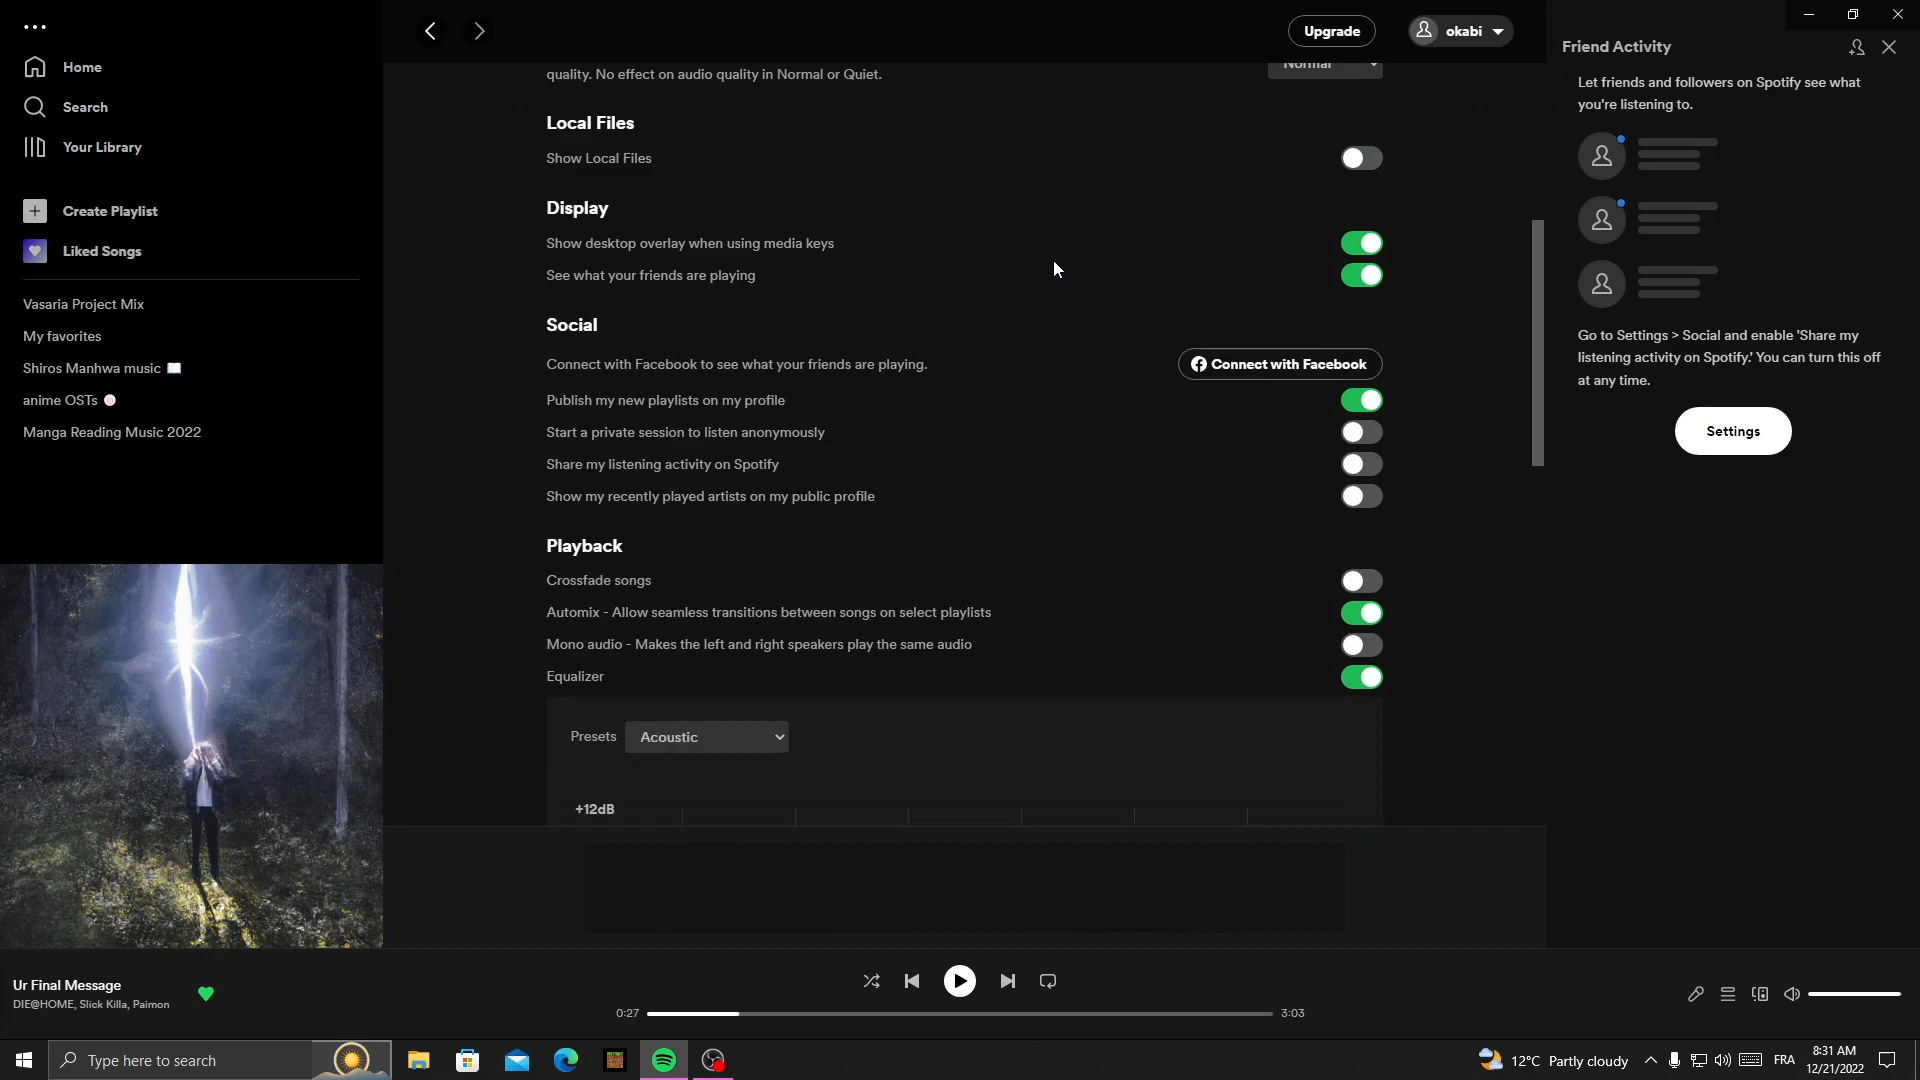 Home
Search
Your Library
Create Playlist
Liked Songs
Vasaria Project Mix
My favorites
Shiros Manhwa music 📖
anime OSTs 🍥
Manga Reading Music 2022
Upgrade
okabi
quality. No effect on audio quality in Normal or Quiet.
Normal
Local Files
Show Local Files
Display
Show desktop overlay when using media keys
See what your friends are playing
Social
Connect with Facebook to see what your friends are playing.
Connect with Facebook
Publish my new playlists on my profile
Start a private session to listen anonymously
Share my listening activity on Spotify
Show my recently played artists on my public profile
Playback
Crossfade songs
Automix - Allow seamless transitions between songs on select playlists
Mono audio - Makes the left and right speakers play the same audio
Equalizer
Presets
Acoustic
+12dB
Friend Activity
Let friends and followers on Spotify see what
you're listening to.
Go to Settings > Social and enable 'Share my
listening activity on Spotify.' You can turn this off
at any time.
Settings
Ur Final Message
DIE@HOME, Slick Killa, Paimon
0:27
3:03
Type here to search
12°C Partly cloudy
FRA
8:31 AM
12/21/2022